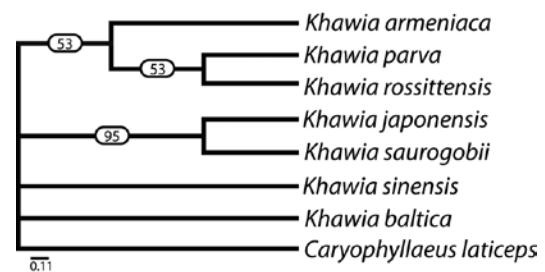 Khawia armeniaca
53
Khawia parva
53
Khawia rossittensis
Khawia japonensis
95
Khawia saurogobii
Khawia sinensis
Khawia baltica
Caryophyllaeus laticeps
0.11